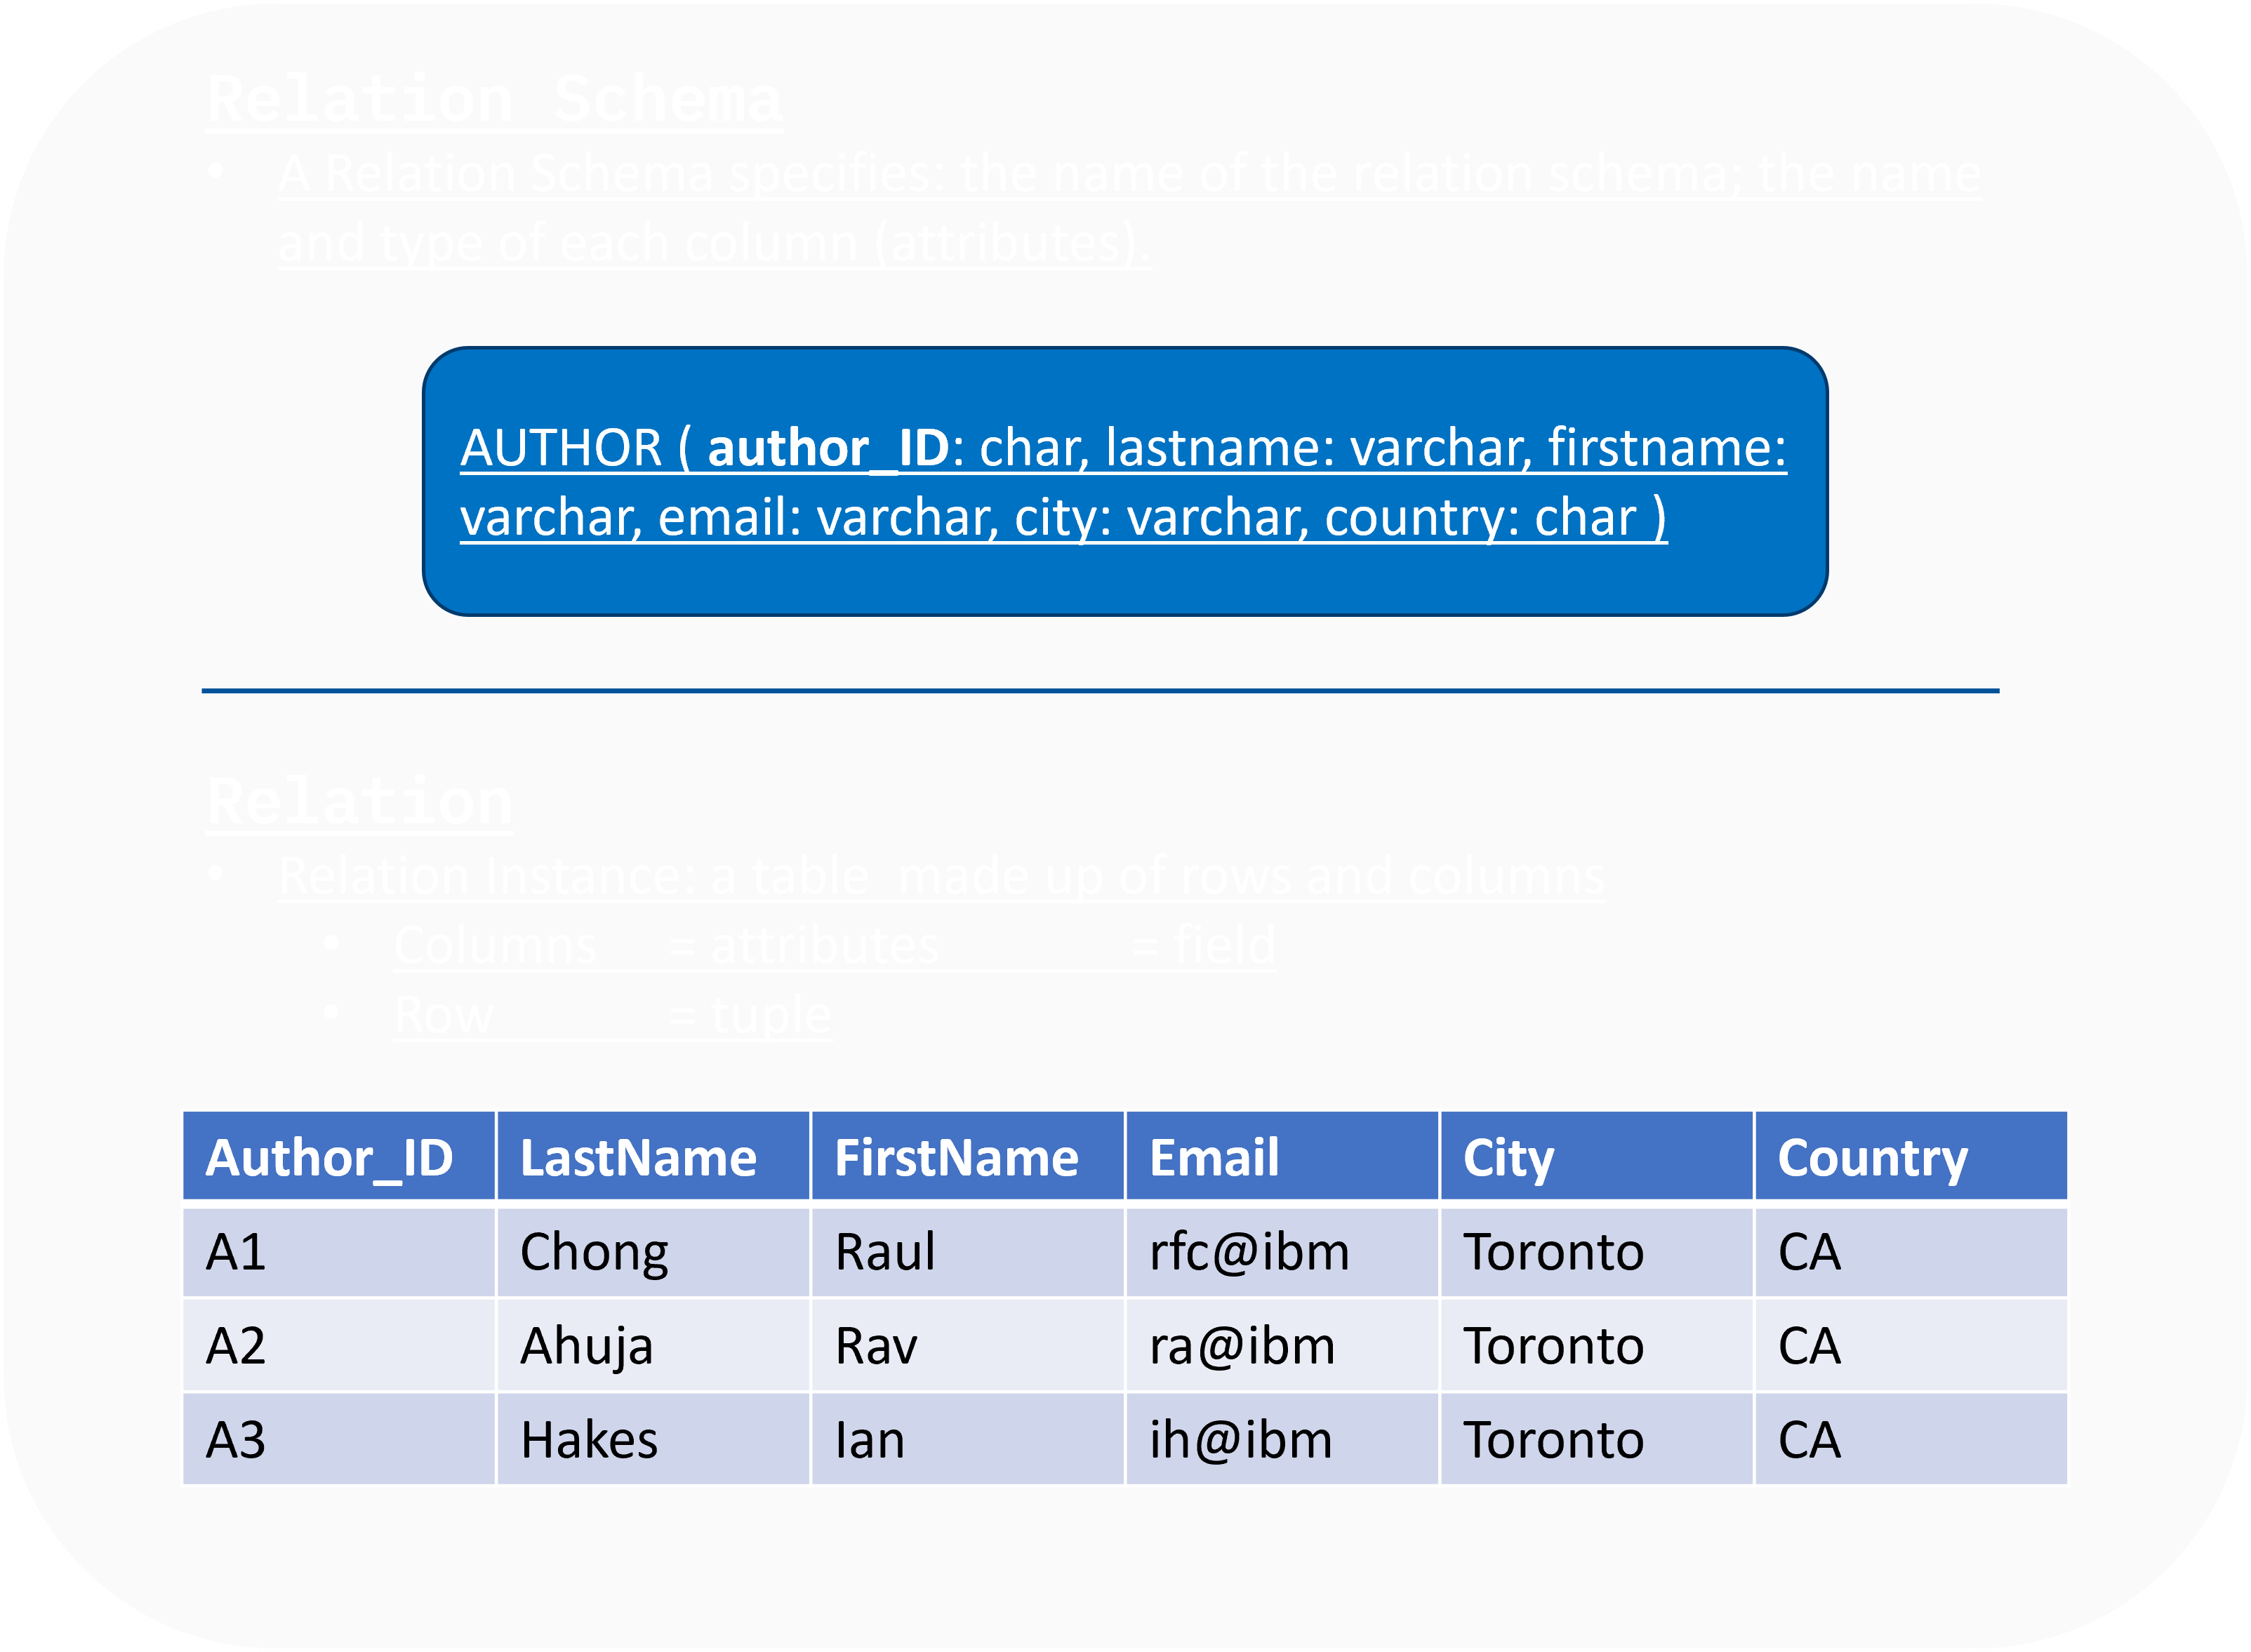 Relation Schema
• A Relation Schema specifies: the name of the relation schema; the name
and type of each column (attributes).
AUTHOR ( author_ID: char, lastname: varchar, firstname:
varchar, email: varchar, city: varchar, country: char )
Relation
• Relation Instance: a table made up of rows and columns
• Columns = attributes = field
• Row = tuple
Author_ID LastName FirstName Email City Country
A1 Chong Raul rfc@ibm Toronto CA
A2 Ahuja Rav ra@ibm Toronto CA
A3 Hakes Ian ih@ibm Toronto CA